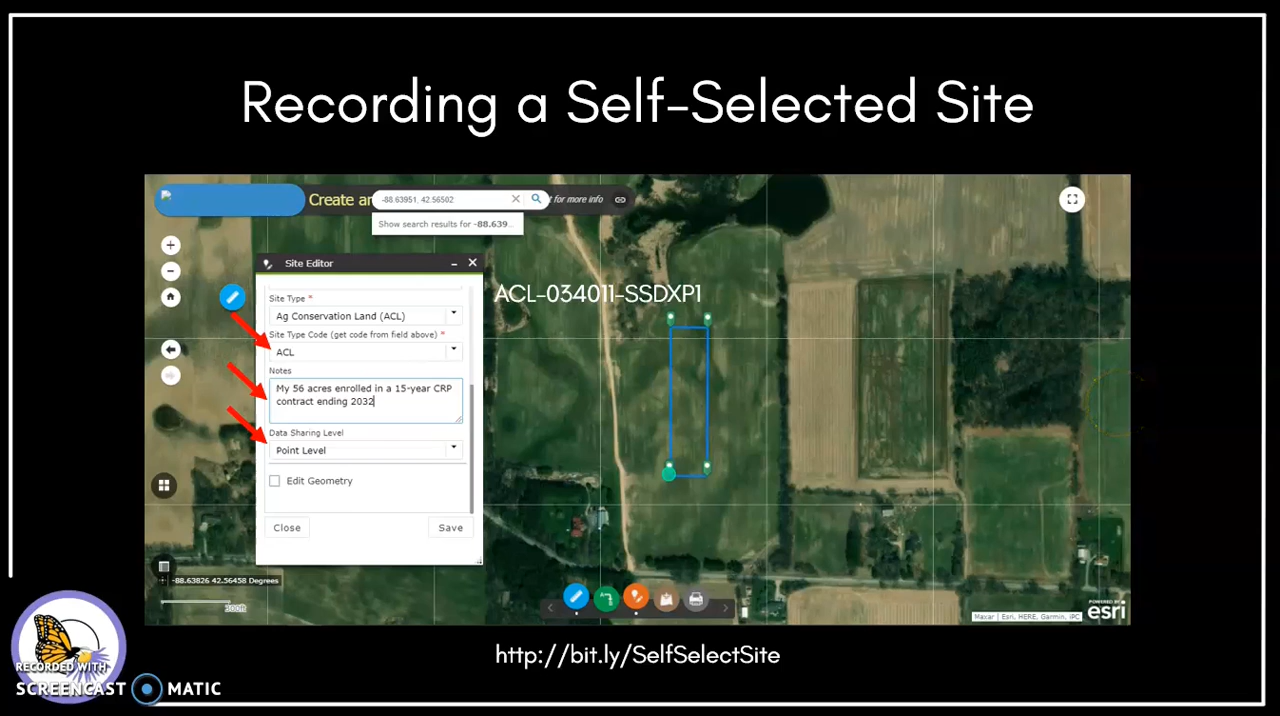 Recording a Self-Selected Site
Create an
-88.63951, 42.56502
t for more info
Show search results for -88.639...
Site Editor
Site Type *
Ag Conservation Land (ACL)
Site Type Code (get code from field above) *
ACL
Notes
My 56 acres enrolled in a 15-year CRP
contract ending 2032
Data Sharing Level
Point Level
Edit Geometry
Close
Save
ACL-034011-SSDXP1
-88.63826 42.56458 Degrees
300ft
Maxar | Esri, HERE, Garmin, iPC
POWERED BY
esri
http://bit.ly/SelfSelectSite
RECORDED WITH
SCREENCAST MATIC